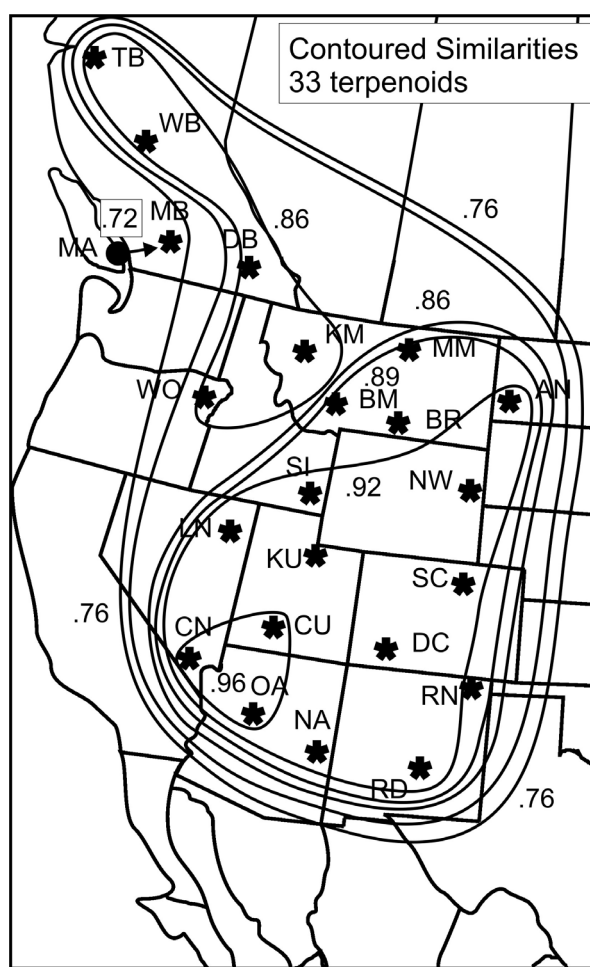 Contoured Similarities
33 terpenoids
TB
WB
.76
.86
.72
MB
MA
DB
.86
KM
MM
.89
WO
BM
AN
BR
SI
.92
NW
LN
KU
SC
.76
CN
CU
DC
.96
OA
RN
NA
RD
.76